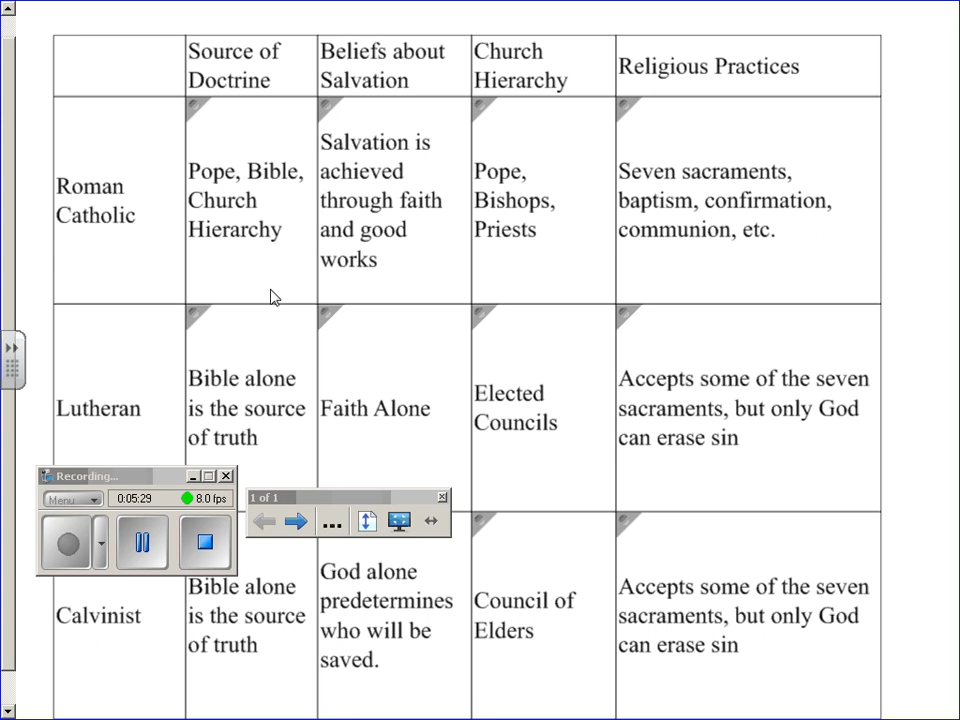 Source of
Doctrine
Beliefs about
Salvation
Church
Hierarchy
Religious Practices
Roman
Catholic
Pope, Bible,
Church
Hierarchy
Salvation is
achieved
through faith
and good
works
Pope,
Bishops,
Priests
Seven sacraments,
baptism, confirmation,
communion, etc.
Lutheran
Bible alone
is the source
of truth
Faith Alone
Elected
Councils
Accepts some of the seven
sacraments, but only God
can erase sin
Recording...
Menu
0:05:29
8.0 fps
1 of 1
...
Calvinist
Bible alone
is the source
of truth
God alone
predetermines
who will be
saved.
Council of
Elders
Accepts some of the seven
sacraments, but only God
can erase sin